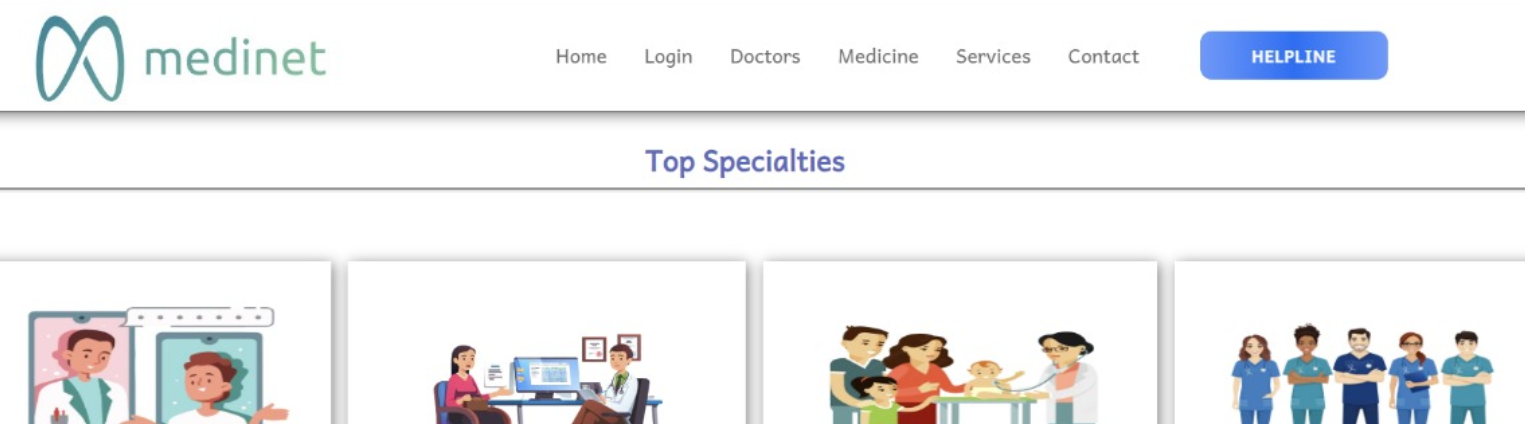 medinet
Home Login Doctors Medicine Services Contact HELPLINE
Top Specialties